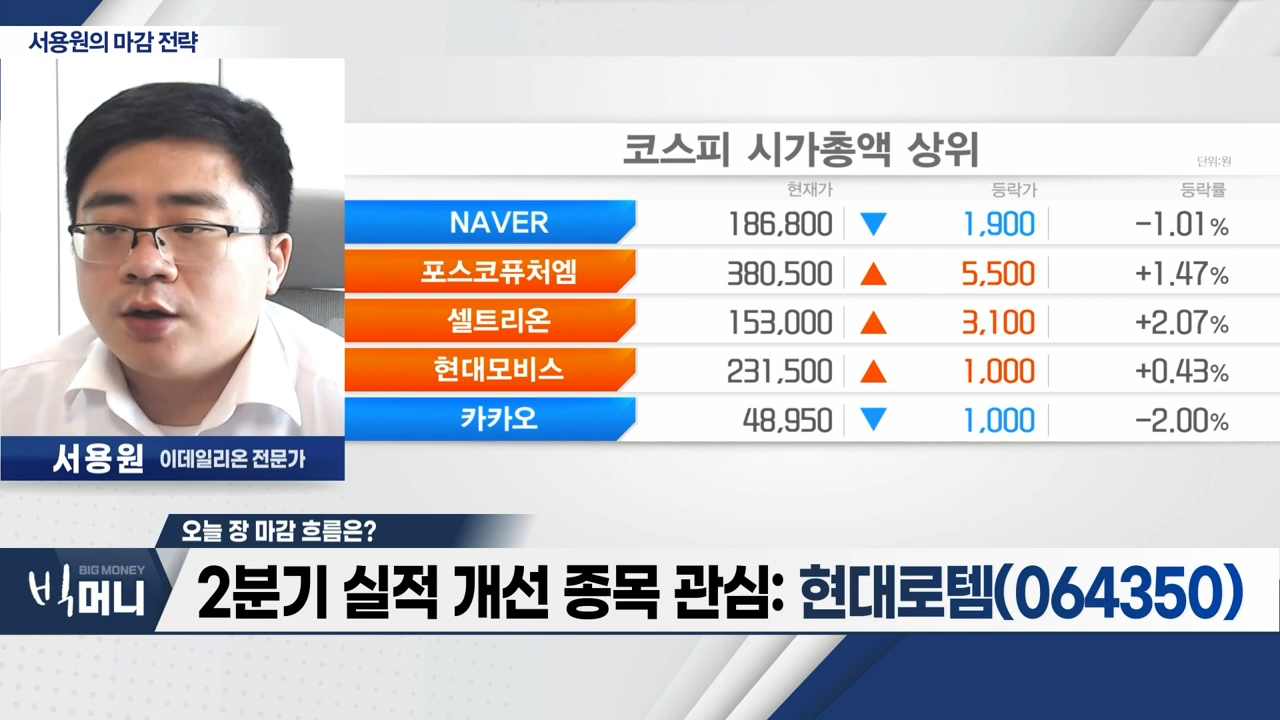 서용원의 마감 전략
코스피 시가총액 상위
단위:원
현재가 등락가 등락률
NAVER 186,800 ▼ 1,900 -1.01%
포스코퓨처엠 380,500 ▲ 5,500 +1.47%
셀트리온 153,000 ▲ 3,100 +2.07%
현대모비스 231,500 ▲ 1,000 +0.43%
카카오 48,950 ▼ 1,000 -2.00%
서용원 이데일리온 전문가
오늘 장 마감 흐름은?
BIG MONEY
빅머니
2분기 실적 개선 종목 관심: 현대로템(064350)